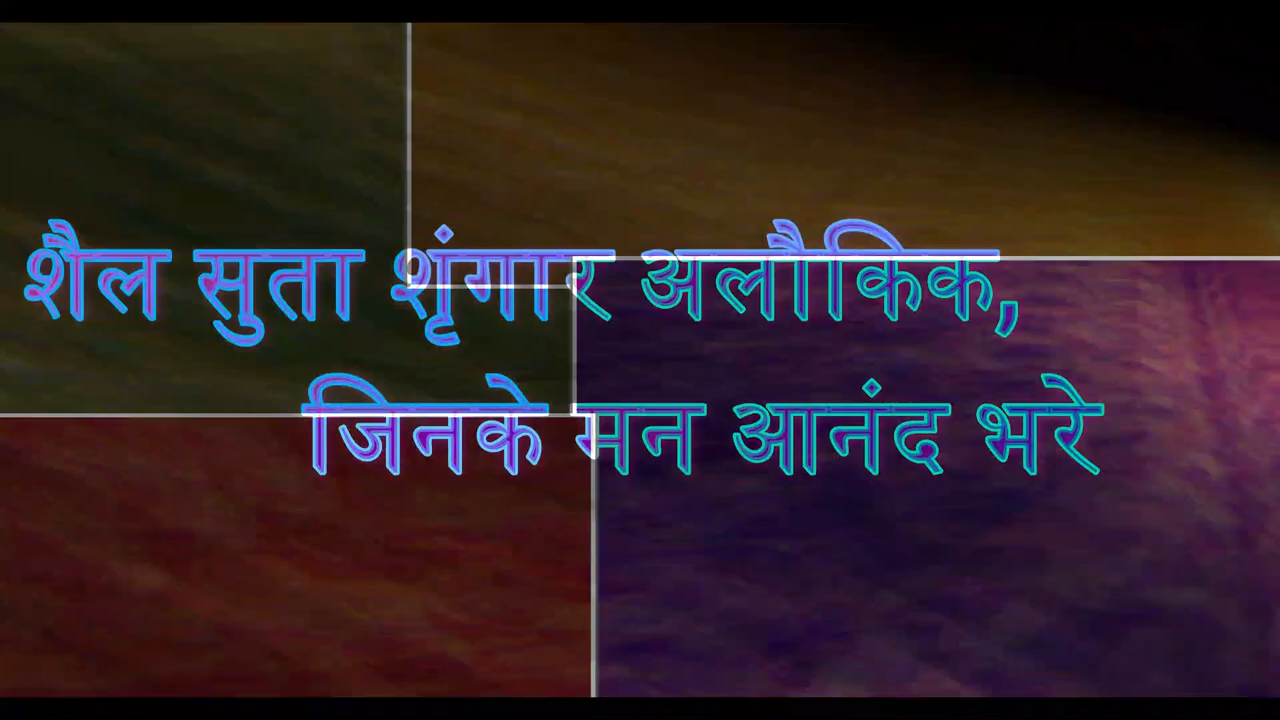 शैल सुता शृंगार अलौकिक,
जिनके मन आनंद भरे